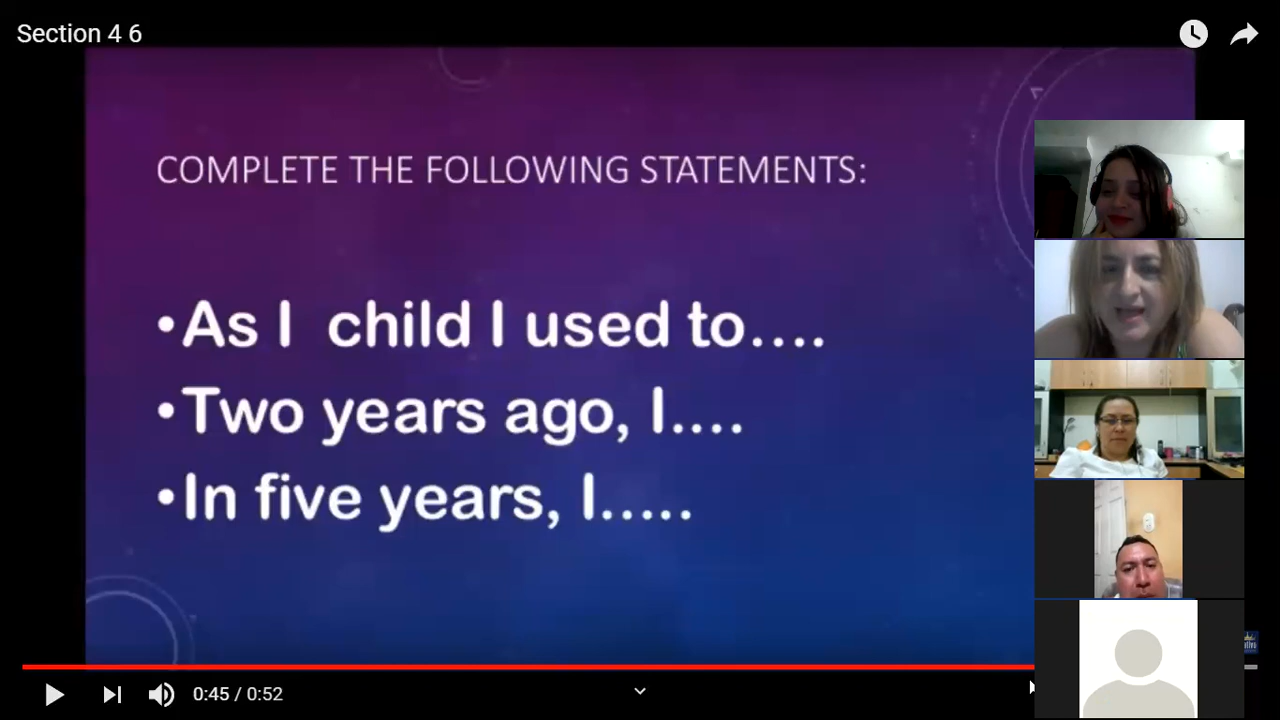 Section 4 6
COMPLETE THE FOLLOWING STATEMENTS:
•As I child I used to....
•Two years ago, I....
•In five years, I.....
0:45 / 0:52